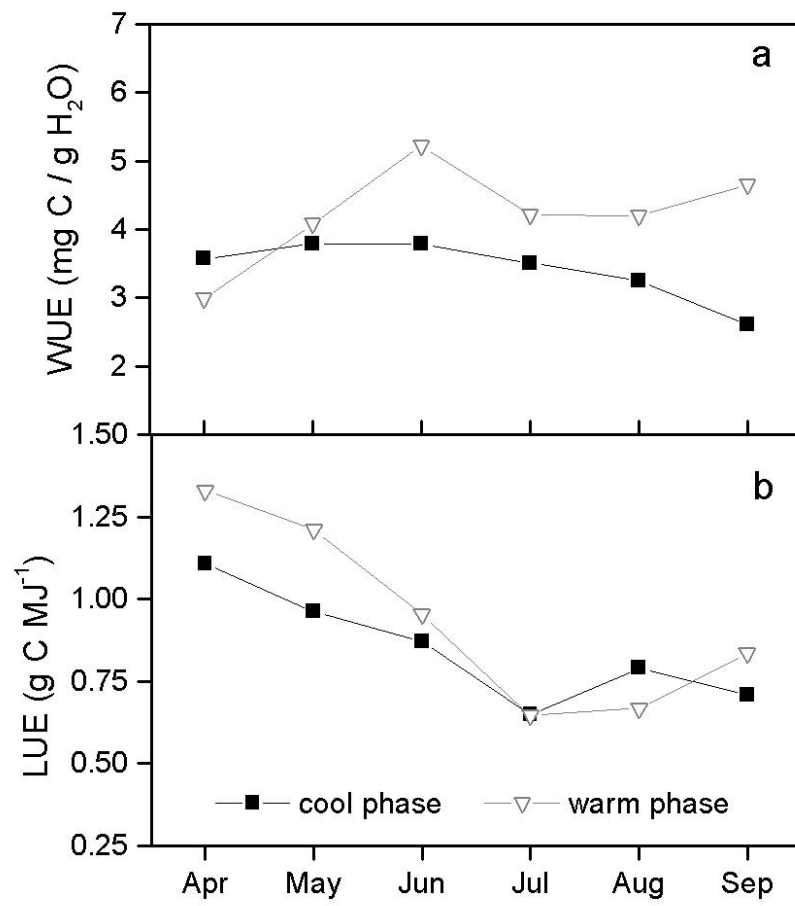 7
a
6
5
4
3
2
WUE (mg C / g H₂O)
1.50
b
1.25
1.00
0.75
0.50
0.25
LUE (g C MJ⁻¹)
cool phase warm phase
Apr May Jun Jul Aug Sep